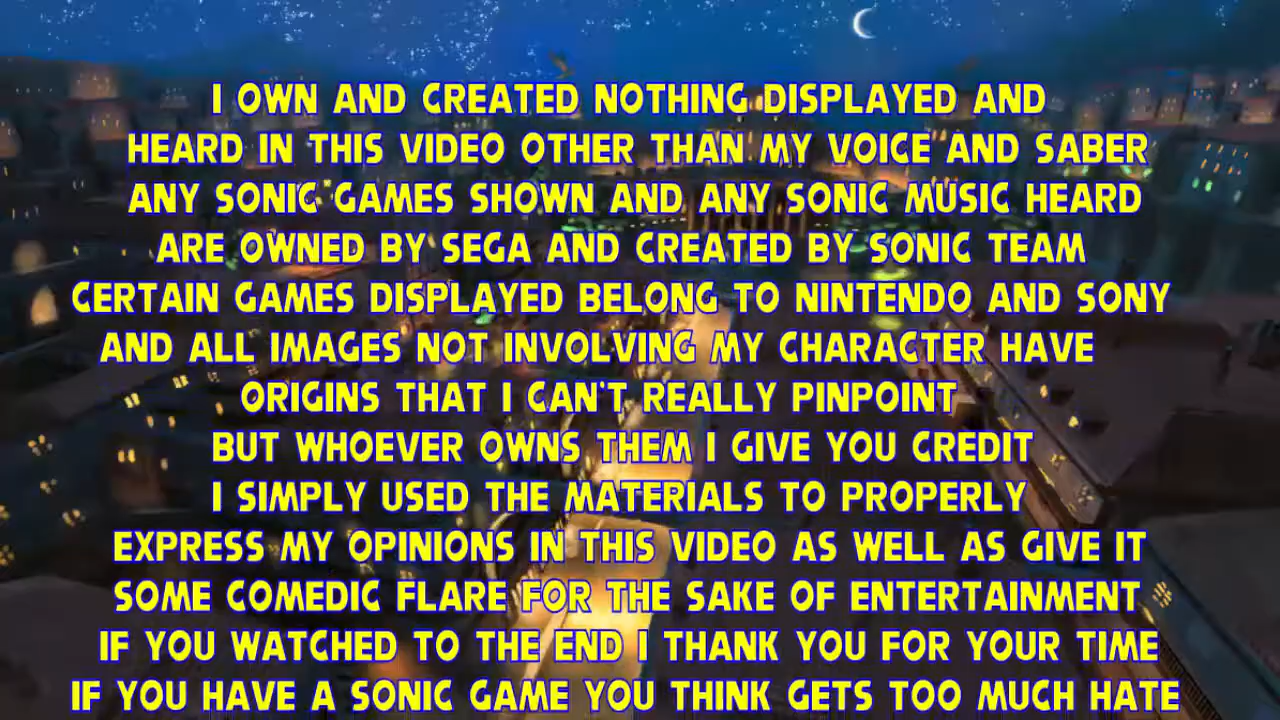 I OWN AND CREATED NOTHING DISPLAYED AND
HEARD IN THIS VIDEO OTHER THAN MY VOICE AND SABER
ANY SONIC GAMES SHOWN AND ANY SONIC MUSIC HEARD
ARE OWNED BY SEGA AND CREATED BY SONIC TEAM
CERTAIN GAMES DISPLAYED BELONG TO NINTENDO AND SONY
AND ALL IMAGES NOT INVOLVING MY CHARACTER HAVE
ORIGINS THAT I CAN'T REALLY PINPOINT
BUT WHOEVER OWNS THEM I GIVE YOU CREDIT
I SIMPLY USED THE MATERIALS TO PROPERLY
EXPRESS MY OPINIONS IN THIS VIDEO AS WELL AS GIVE IT
SOME COMEDIC FLARE FOR THE SAKE OF ENTERTAINMENT
IF YOU WATCHED TO THE END I THANK YOU FOR YOUR TIME
IF YOU HAVE A SONIC GAME YOU THINK GETS TOO MUCH HATE